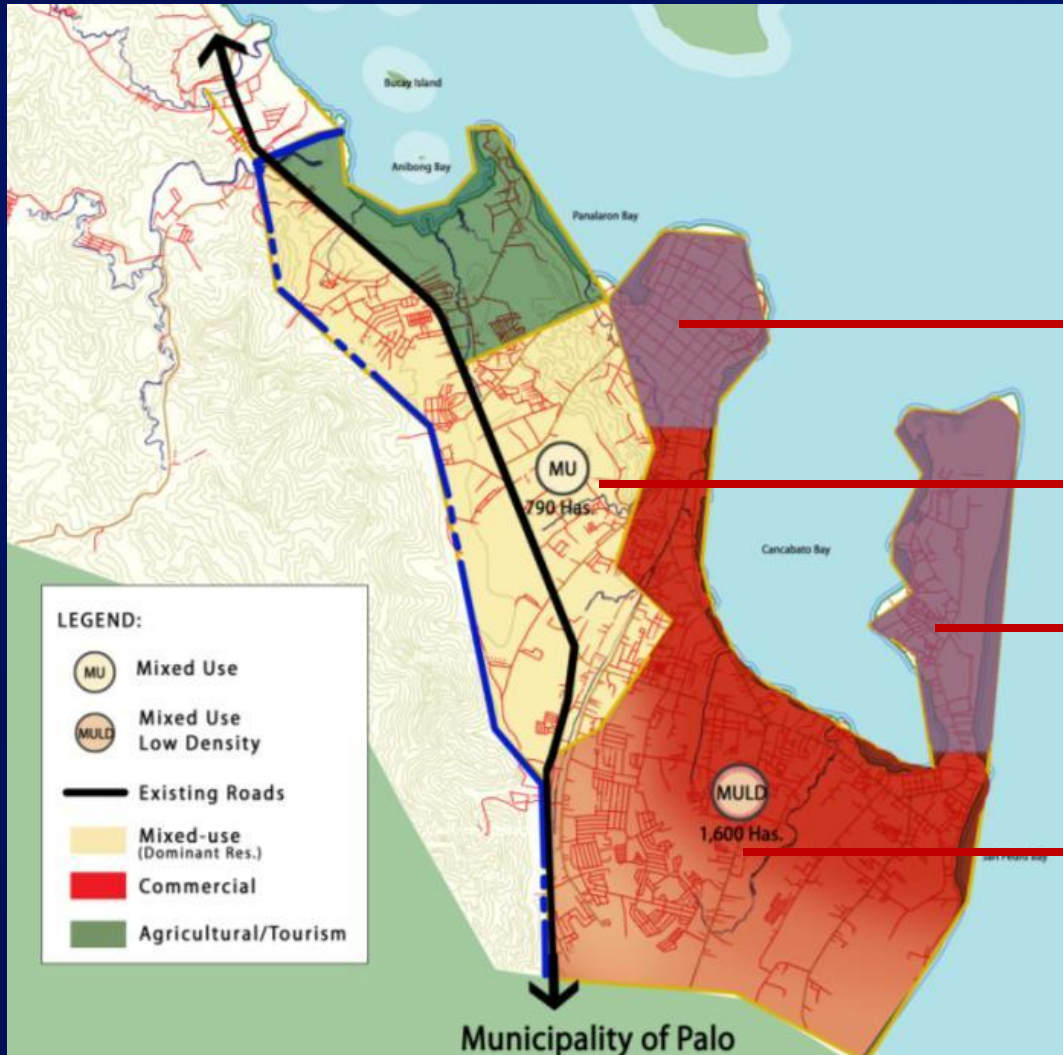 Bucay Island
Anibong Bay
Panalaron Bay
MU
790 Has.
Cancabato Bay
LEGEND:
MU Mixed Use
MULD Mixed Use
Low Density
Existing Roads
Mixed-use
(Dominant Res.)
Commercial
Agricultural/Tourism
MULD
1,600 Has.
Bay
Municipality of Palo